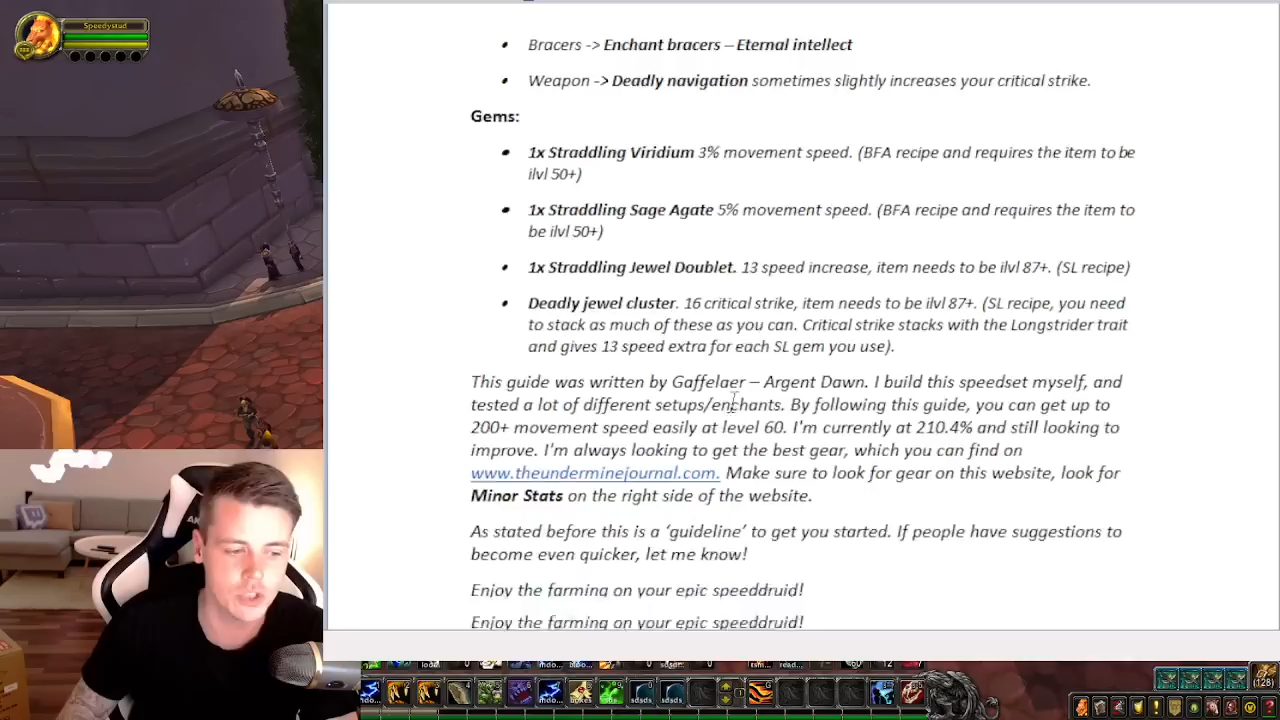 Speedystud
• Bracers -> Enchant bracers – Eternal intellect
• Weapon -> Deadly navigation sometimes slightly increases your critical strike.
Gems:
• 1x Straddling Viridium 3% movement speed. (BFA recipe and requires the item to be
ilvl 50+)
• 1x Straddling Sage Agate 5% movement speed. (BFA recipe and requires the item to
be ilvl 50+)
• 1x Straddling Jewel Doublet. 13 speed increase, item needs to be ilvl 87+. (SL recipe)
• Deadly jewel cluster. 16 critical strike, item needs to be ilvl 87+. (SL recipe, you need
to stack as much of these as you can. Critical strike stacks with the Longstrider trait
and gives 13 speed extra for each SL gem you use).
This guide was written by Gaffelaer – Argent Dawn. I build this speedset myself, and
tested a lot of different setups/enchants. By following this guide, you can get up to
200+ movement speed easily at level 60. I'm currently at 210.4% and still looking to
improve. I'm always looking to get the best gear, which you can find on
www.theunderminejournal.com. Make sure to look for gear on this website, look for
Minor Stats on the right side of the website.
As stated before this is a ‘guideline’ to get you started. If people have suggestions to
become even quicker, let me know!
Enjoy the farming on your epic speeddruid!
Enjoy the farming on your epic speeddruid!